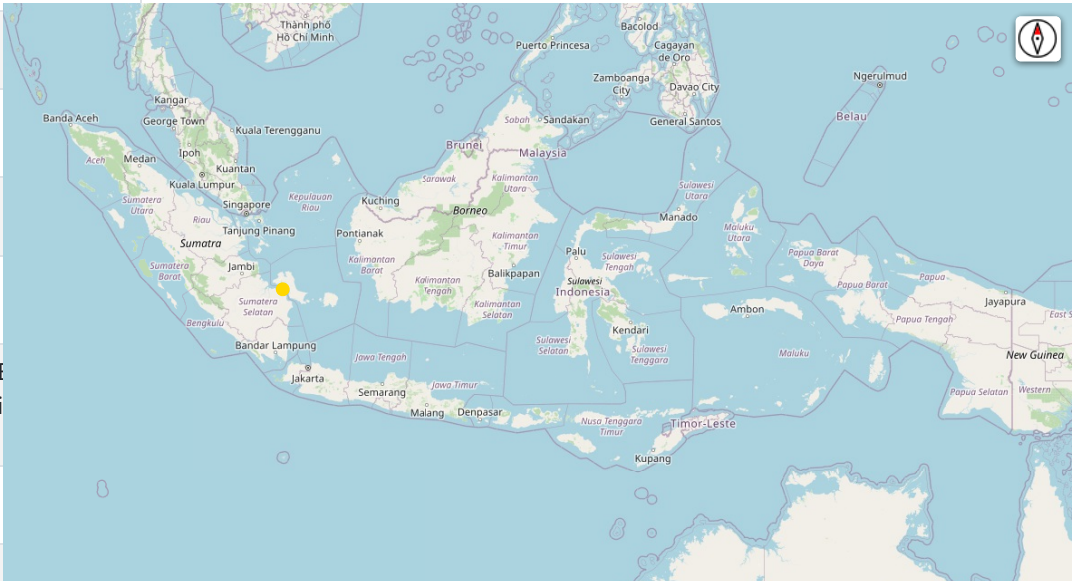 Thành phố
Hồ Chí Minh
Bacolod
Puerto Princesa
Cagayan
de Oro
Zamboanga
City
Davao City
Ngerulmud
General Santos
Belau
Kangar
Banda Aceh
George Town
Kuala Terengganu
Sabah
Sandakan
Brunei
Malaysia
Ipoh
Aceh
Medan
Kuantan
Kuala Lumpur
Sarawak
Kalimantan
Utara
Sumatera
Utara
Kepulauan
Riau
Kuching
Sulawesi
Utara
Singapore
Borneo
Riau
Manado
Tanjung Pinang
Pontianak
Maluku
Utara
Sumatra
Kalimantan
Timur
Palu
Papua Barat
Daya
Sumatera
Barat
Jambi
Kalimantan
Barat
Balikpapan
Sulawesi
Tengah
Sulawesi
Indonesia
Kalimantan
Tengah
Papua Barat
Papua
Jayapura
Sumatera
Selatan
Kalimantan
Selatan
Ambon
Papua Tengah
East S
Bengkulu
Kendari
Bandar Lampung
Sulawesi
Selatan
Sulawesi
Tenggara
Maluku
New Guinea
Jawa Tengah
Jakarta
Jawa Timur
Semarang
Papua Selatan
Western
Malang
Denpasar
Nusa Tenggara
Timur
Timor-Leste
Kupang